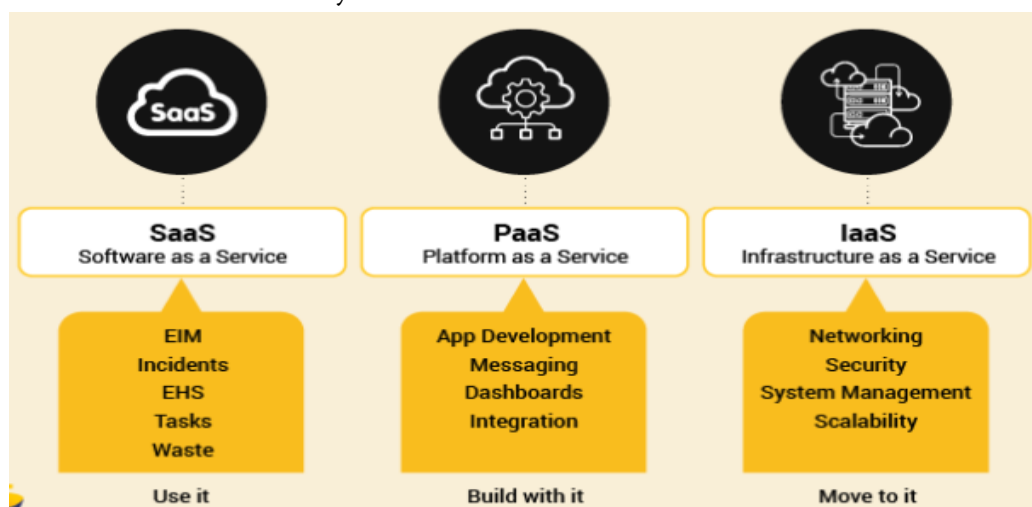 SaaS
SaaS
Software as a Service
EIM
Incidents
EHS
Tasks
Waste
Use it
PaaS
Platform as a Service
App Development
Messaging
Dashboards
Integration
Build with it
IaaS
Infrastructure as a Service
Networking
Security
System Management
Scalability
Move to it